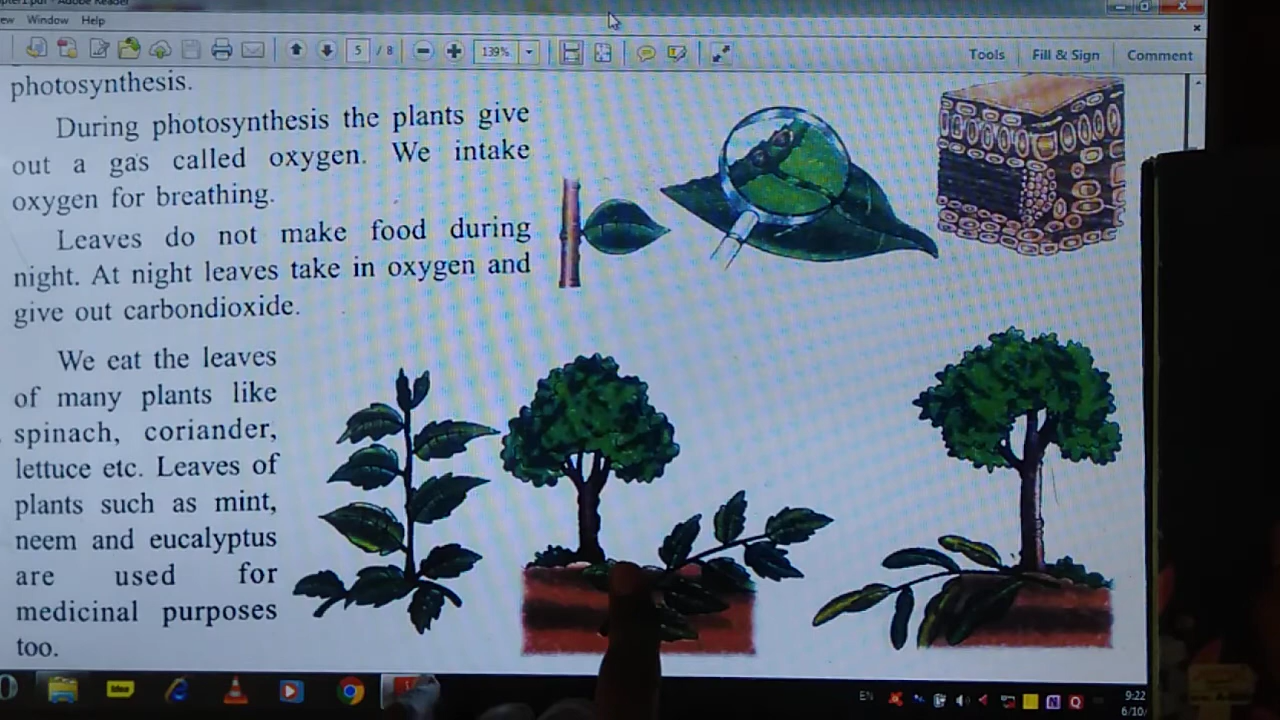 ew Window Help
5 / 8
139%
Tools Fill & Sign Comment
photosynthesis.
During photosynthesis the plants give
out a gas called oxygen. We intake
oxygen for breathing.
Leaves do not make food during
night. At night leaves take in oxygen and
give out carbondioxide.
We eat the leaves
of many plants like
spinach, coriander,
lettuce etc. Leaves of
plants such as mint,
neem and eucalyptus
are used for
medicinal purposes
too.
EN
9:22
6/10/